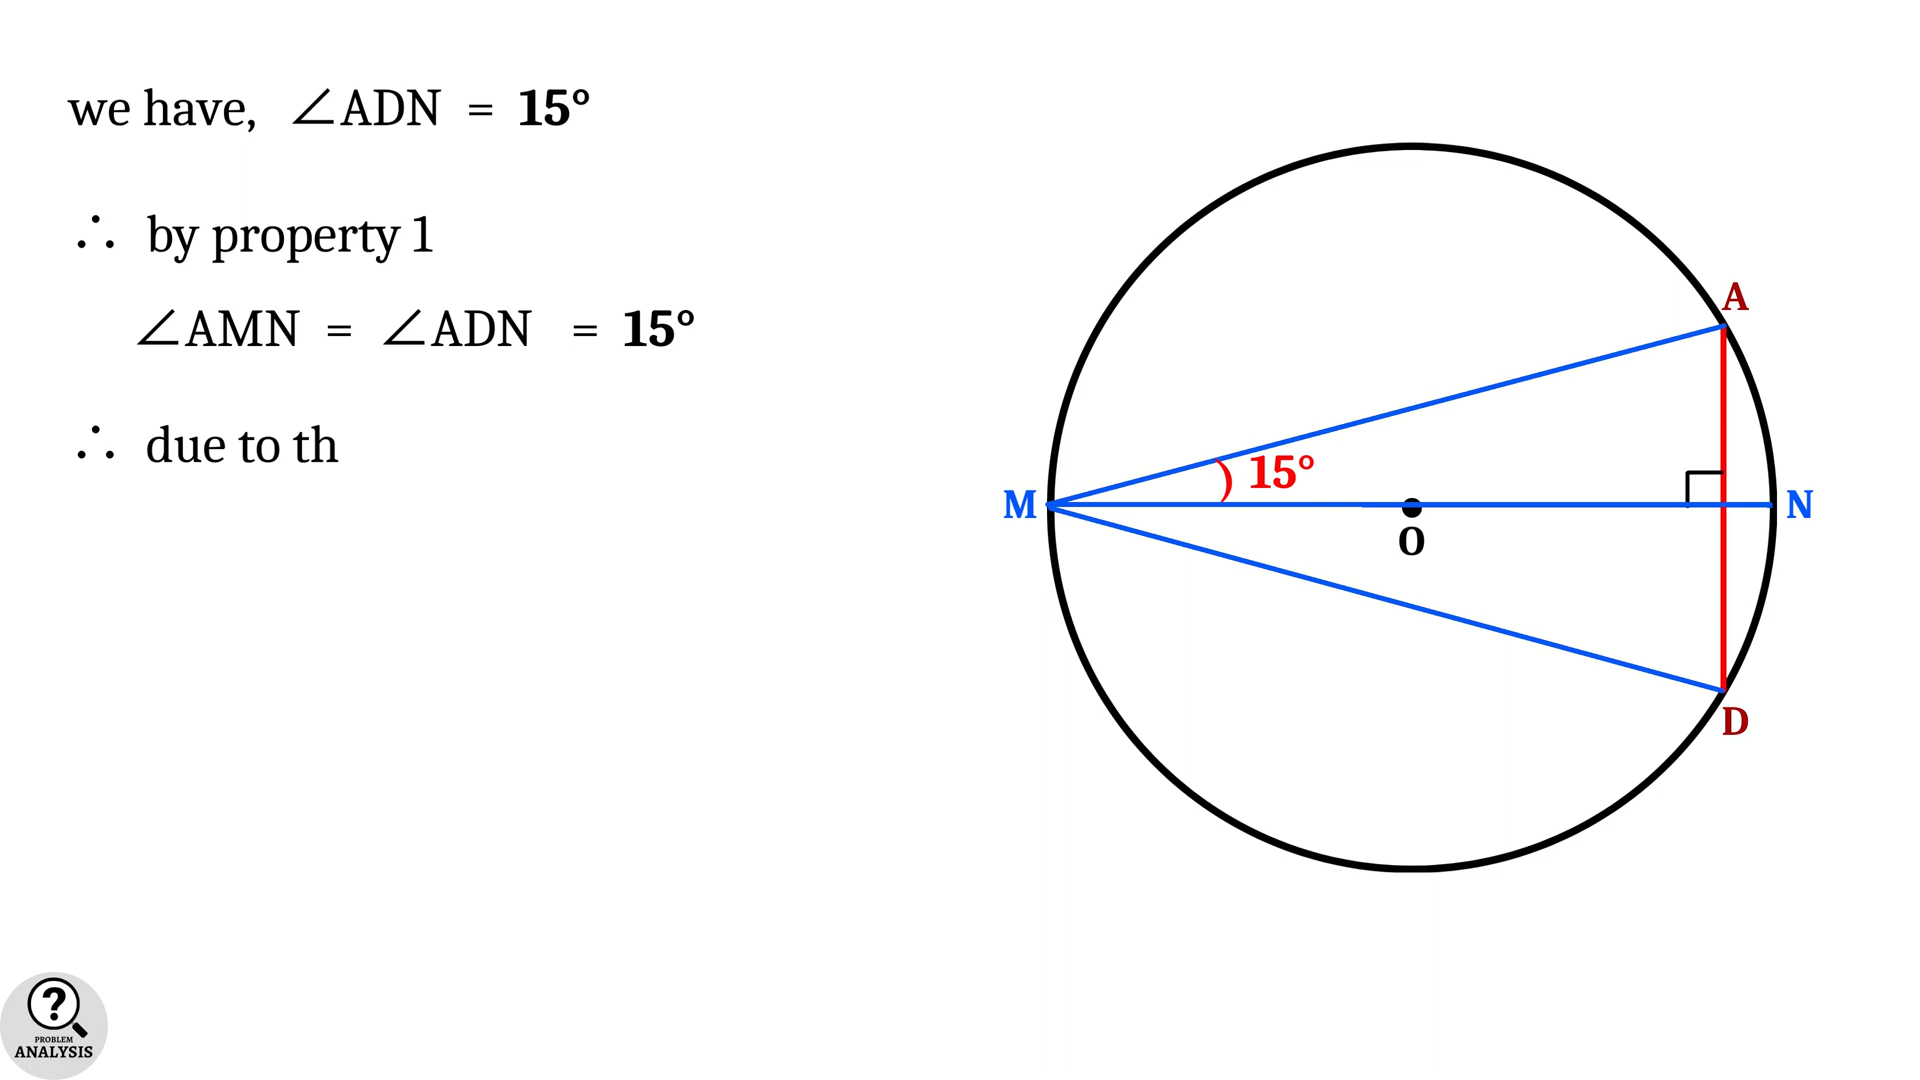 we have, ∠ADN = 15°
∴ by property 1
∠AMN = ∠ADN = 15°
∴ due to th
A
15°
M
N
O
D
?
PROBLEM
ANALYSIS